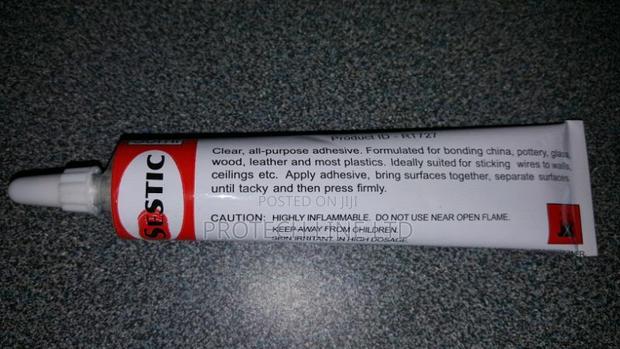 Product ID - RT727
Clear, all-purpose adhesive. Formulated for bonding china, pottery, glass,
wood, leather and most plastics. Ideally suited for sticking wires to walls,
ceilings etc. Apply adhesive, bring surfaces together, separate surfaces
until tacky and then press firmly.
POSTED ON JIJI
CAUTION: HIGHLY INFLAMMABLE. DO NOT USE NEAR OPEN FLAME.
KEEP AWAY FROM CHILDREN.
SKIN IRRITANT IN HIGH DOSAGE
SESTIC